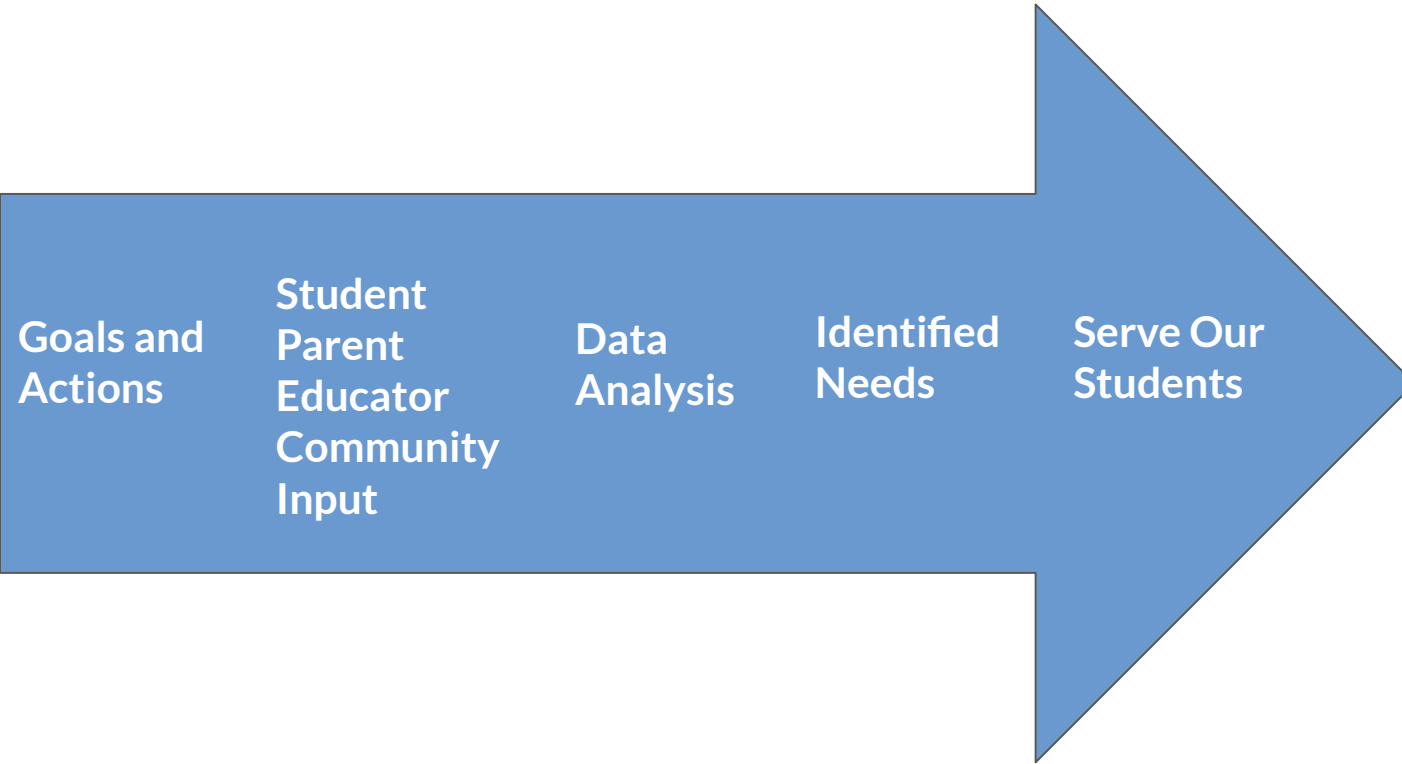 Goals and
Actions
Student
Parent
Educator
Community
Input
Data
Analysis
Identified
Needs
Serve Our
Students